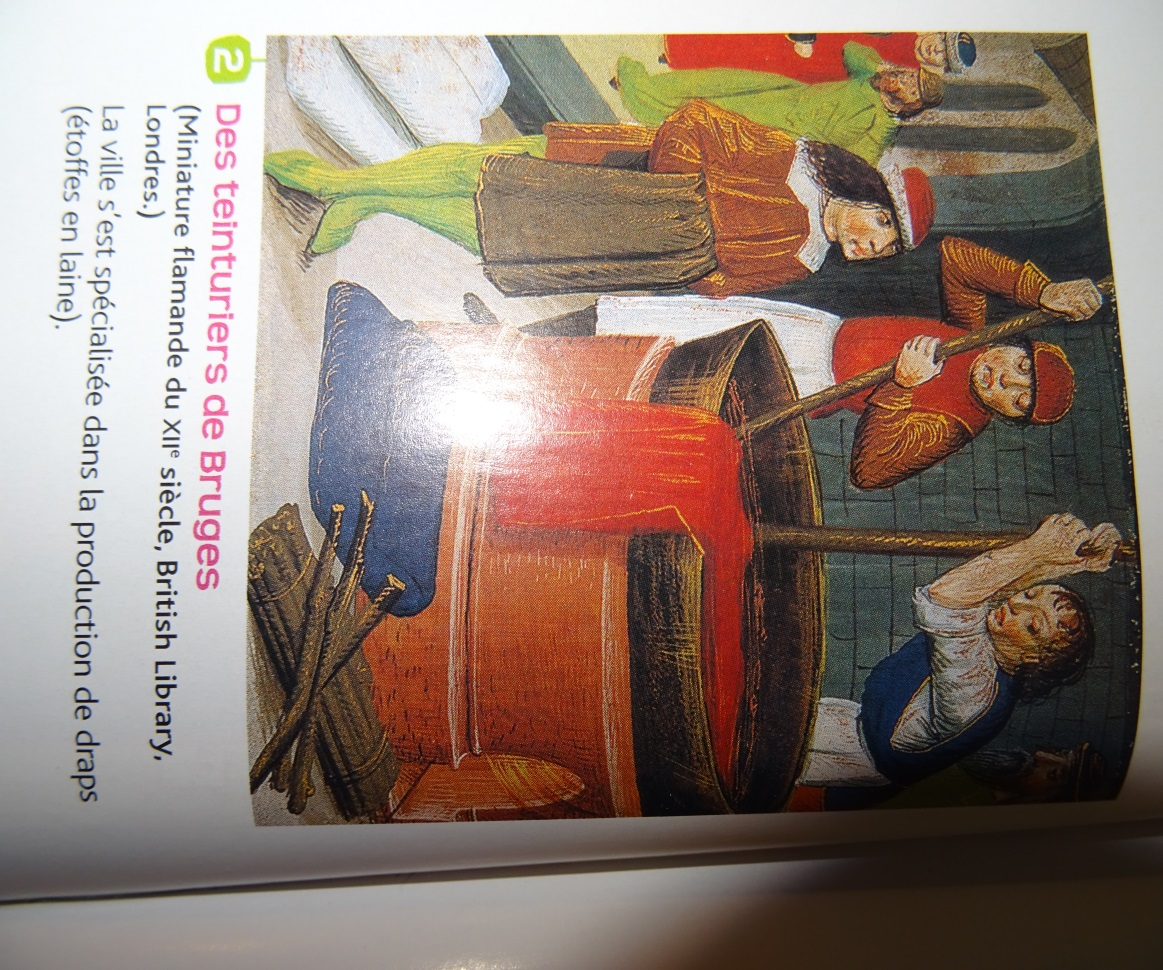 2 Des teinturiers de Bruges
(Miniature flamande du XIIe siècle, British Library,
Londres.)
La ville s'est spécialisée dans la production de draps
(étoffes en laine).